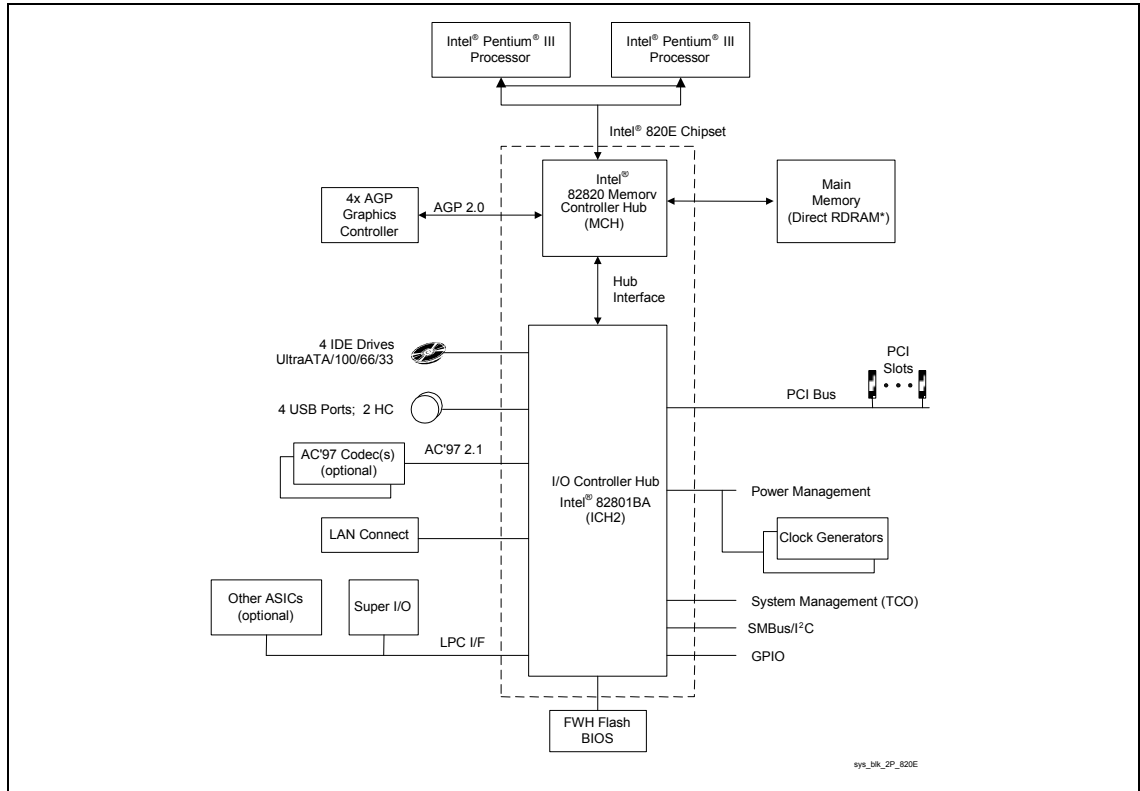 Intel® Pentium® III
Processor
Intel® Pentium® III
Processor
Intel® 820E Chipset
Intel®
82820 Memory
Controller Hub
(MCH)
4x AGP
Graphics
Controller
AGP 2.0
Main
Memory
(Direct RDRAM*)
Hub
Interface
4 IDE Drives
UltraATA/100/66/33
PCI
Slots
PCI Bus
4 USB Ports; 2 HC
AC'97 Codec(s)
(optional)
AC'97 2.1
I/O Controller Hub
Intel® 82801BA
(ICH2)
Power Management
LAN Connect
Clock Generators
Other ASICs
(optional)
Super I/O
LPC I/F
System Management (TCO)
SMBus/I²C
GPIO
FWH Flash
BIOS
sys_blk_2P_820E